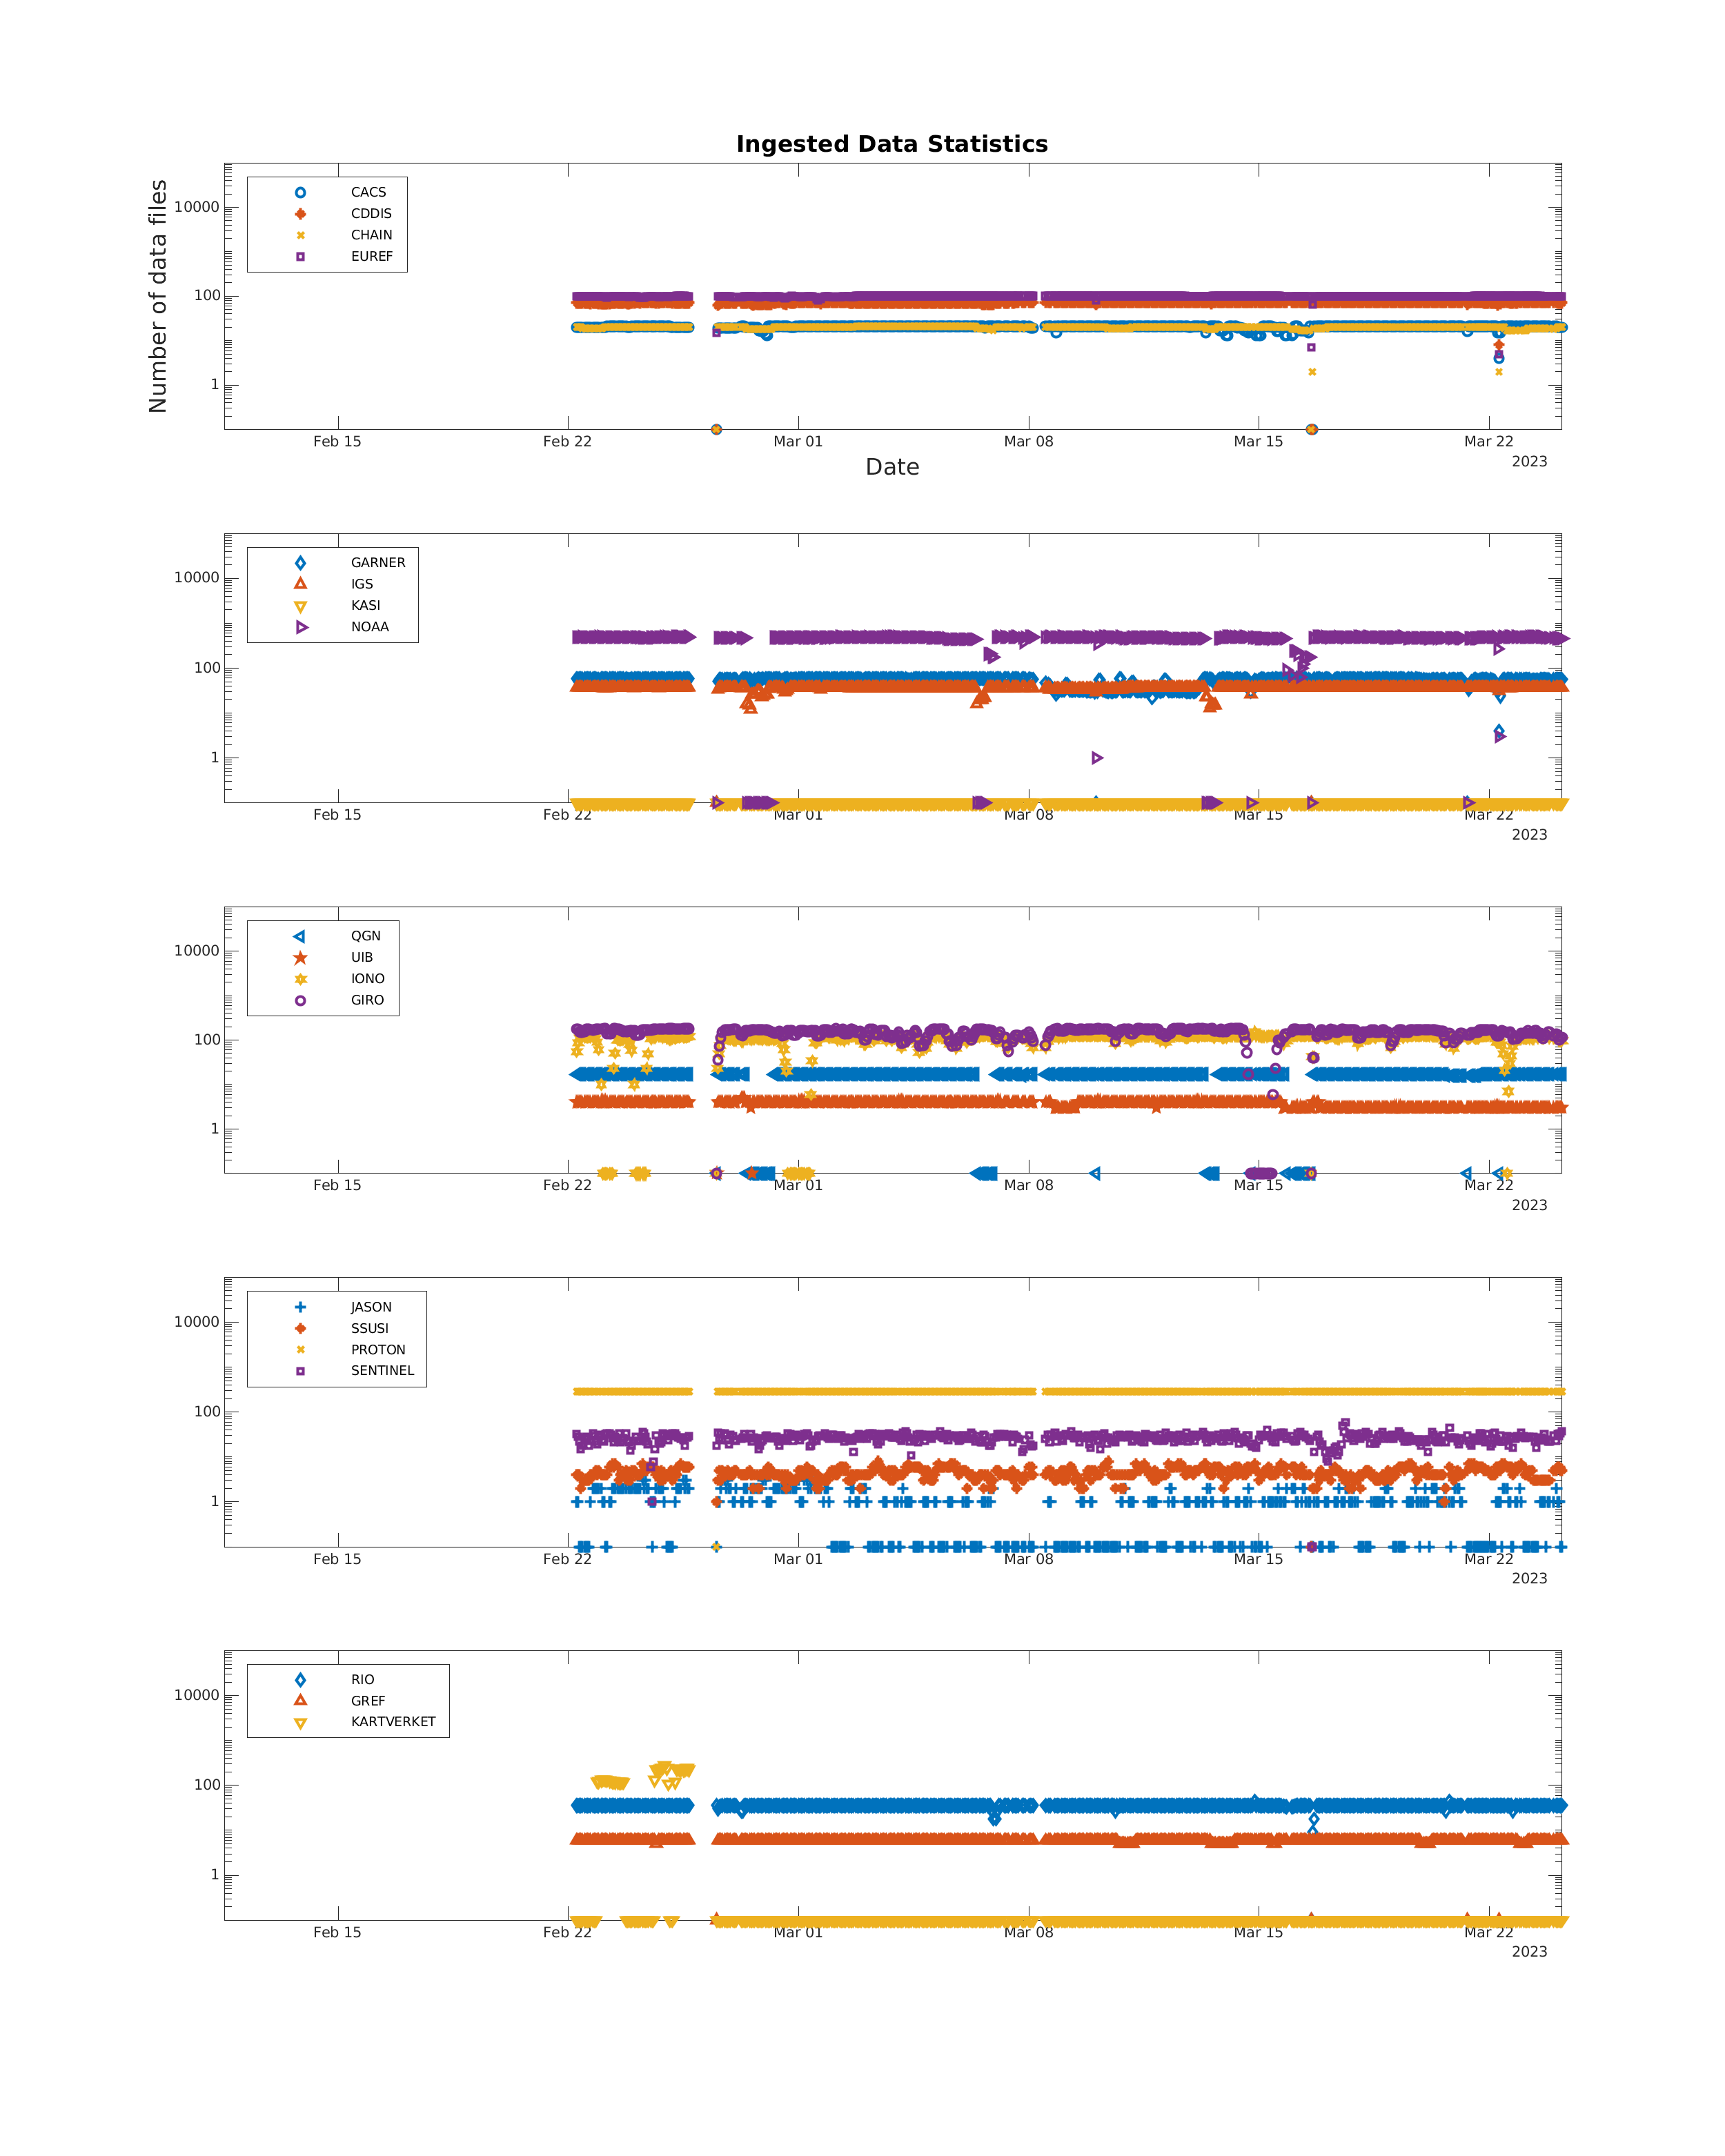 Ingested Data Statistics
Number of data files
10000
100
1
CACS
CDDIS
CHAIN
EUREF
Feb 15 Feb 22 Mar 01 Mar 08 Mar 15 Mar 22
2023
Date
10000
100
1
GARNER
IGS
KASI
NOAA
Feb 15 Feb 22 Mar 01 Mar 08 Mar 15 Mar 22
2023
10000
100
1
QGN
UIB
IONO
GIRO
Feb 15 Feb 22 Mar 01 Mar 08 Mar 15 Mar 22
2023
10000
100
1
JASON
SSUSI
PROTON
SENTINEL
Feb 15 Feb 22 Mar 01 Mar 08 Mar 15 Mar 22
2023
10000
100
1
RIO
GREF
KARTVERKET
Feb 15 Feb 22 Mar 01 Mar 08 Mar 15 Mar 22
2023